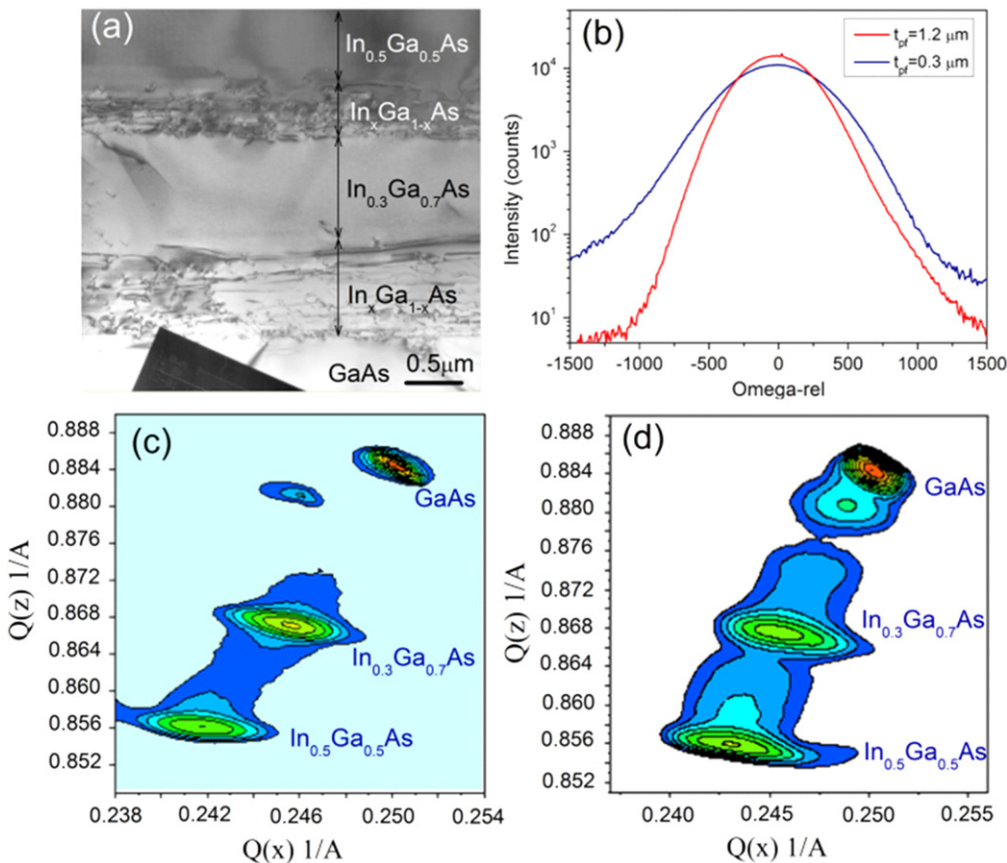 (a)
In0.5Ga0.5As
InxGa1-xAs
In0.3Ga0.7As
InxGa1-xAs
GaAs
0.5μm
(b)
tpf=1.2 μm
tpf=0.3 μm
Intensity (counts)
10^4
10^3
10^2
10^1
-1500 -1000 -500 0 500 1000 1500
Omega-rel
(c)
Q(z) 1/A
0.888
0.884
0.880
0.876
0.872
0.868
0.864
0.860
0.856
0.852
GaAs
In0.3Ga0.7As
In0.5Ga0.5As
0.238 0.242 0.246 0.250 0.254
Q(x) 1/A
(d)
Q(z) 1/A
0.888
0.884
0.880
0.876
0.872
0.868
0.864
0.860
0.856
0.852
GaAs
In0.3Ga0.7As
In0.5Ga0.5As
0.240 0.245 0.250 0.255
Q(x) 1/A